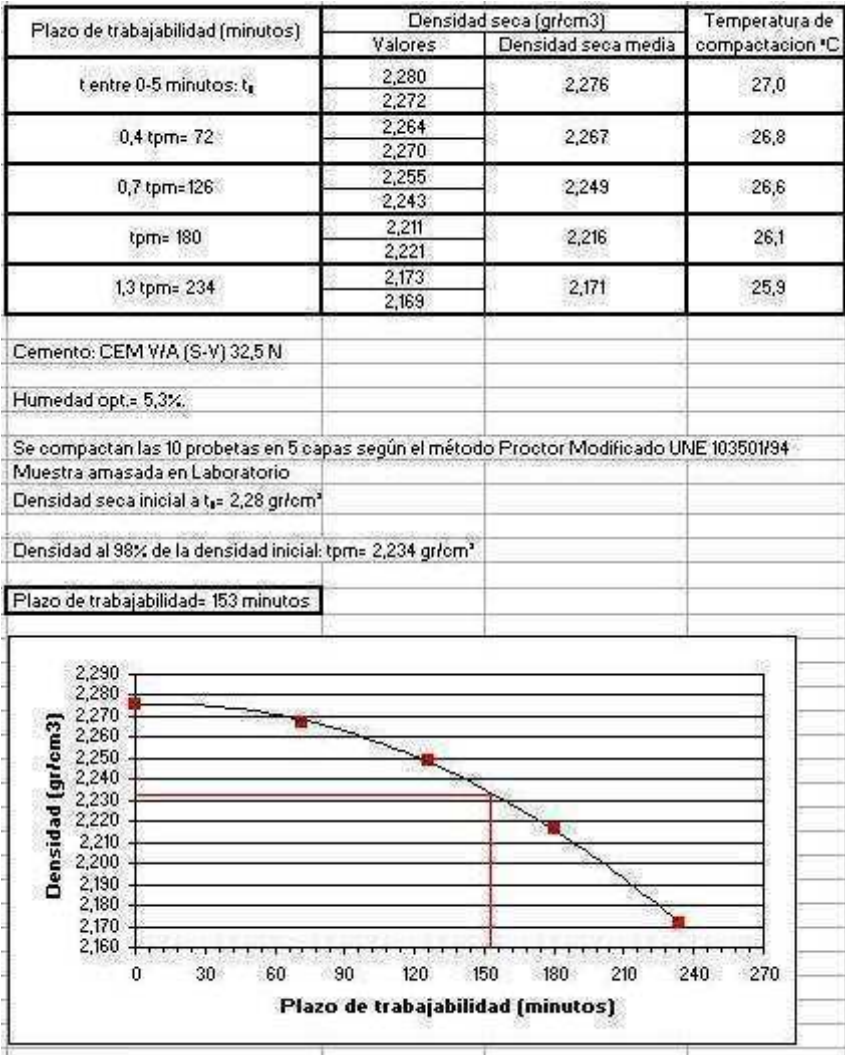 Plazo de trabajabilidad (minutos) Densidad seca (gr/cm3) Temperatura de compactacion ºC
Valores Densidad seca media
t entre 0-5 minutos: t₀ 2,280 2,276 27,0
2,272
0,4 tpm= 72 2,264 2,267 26,8
2,270
0,7 tpm=126 2,255 2,249 26,6
2,243
tpm= 180 2,211 2,216 26,1
2,221
1,3 tpm= 234 2,173 2,171 25,9
2,169
Cemento: CEM V/A (S-V) 32,5 N
Humedad opt.= 5,3%.
Se compactan las 10 probetas en 5 capas según el método Proctor Modificado UNE 103501/94
Muestra amasada en Laboratorio
Densidad seca inicial a t₀= 2,28 gr/cm³
Densidad al 98% de la densidad inicial: tpm= 2,234 gr/cm³
Plazo de trabajabilidad= 153 minutos
Densidad (gr/cm3)
2,290
2,280
2,270
2,260
2,250
2,240
2,230
2,220
2,210
2,200
2,190
2,180
2,170
2,160
0 30 60 90 120 150 180 210 240 270
Plazo de trabajabilidad (minutos)